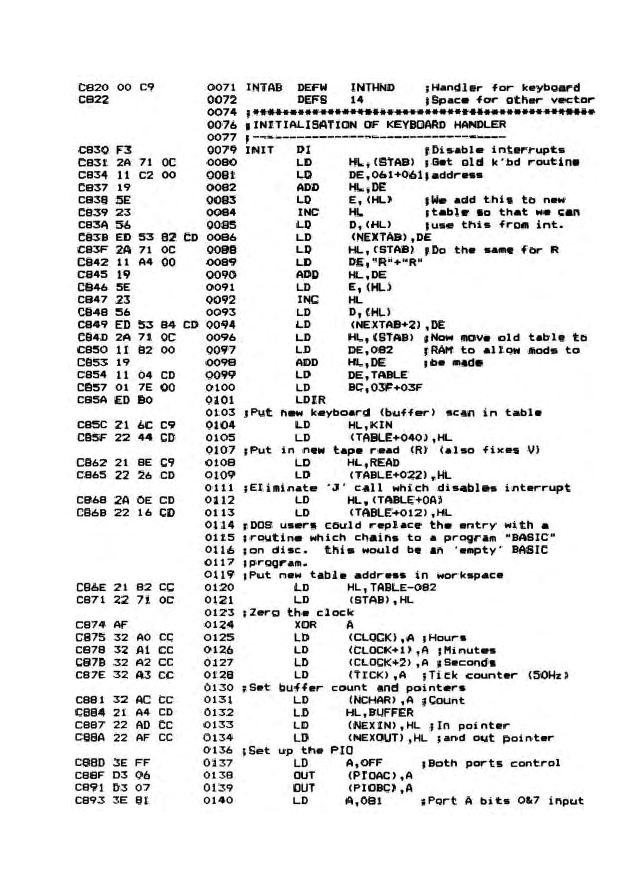 C820 00 C9 0071 INTAB DEFW INTHND ;Handler for keyboard
C822 0072 DEFS 14 ;Space for other vector
0074 ;************************************************
0076 ;INITIALISATION OF KEYBOARD HANDLER
0077 ;-----------------------------------
C830 F3 0079 INIT DI ;Disable interrupts
C831 2A 71 0C 0080 LD HL,(STAB) ;Get old k'bd routine
C834 11 C2 00 0081 LD DE,061+061;address
C837 19 0082 ADD HL,DE
C838 5E 0083 LD E,(HL) ;We add this to new
C839 23 0084 INC HL ;table so that we can
C83A 56 0085 LD D,(HL) ;use this from int.
C83B ED 53 82 CD 0086 LD (NEXTAB),DE
C83F 2A 71 0C 0088 LD HL,(STAB) ;Do the same for R
C842 11 A4 00 0089 LD DE,"R"+"R"
C845 19 0090 ADD HL,DE
C846 5E 0091 LD E,(HL)
C847 23 0092 INC HL
C848 56 0093 LD D,(HL)
C849 ED 53 84 CD 0094 LD (NEXTAB+2),DE
C84D 2A 71 0C 0096 LD HL,(STAB) ;Now move old table to
C850 11 82 00 0097 LD DE,082 ;RAM to allow mods to
C853 19 0098 ADD HL,DE ;be made
C854 11 04 CD 0099 LD DE,TABLE
C857 01 7E 00 0100 LD BC,03F+03F
C85A ED B0 0101 LDIR
0103 ;Put new keyboard (buffer) scan in table
C85C 21 6C C9 0104 LD HL,KIN
C85F 22 44 CD 0105 LD (TABLE+040),HL
0107 ;Put in new tape read (R) (also fixes V)
C862 21 8E C9 0108 LD HL,READ
C865 22 26 CD 0109 LD (TABLE+022),HL
0111 ;Eliminate 'J' call which disables interrupt
C868 2A 0E CD 0112 LD HL,(TABLE+0A)
C86B 22 16 CD 0113 LD (TABLE+012),HL
0114 ;DOS users could replace the entry with a
0115 ;routine which chains to a program "BASIC"
0116 ;on disc. this would be an 'empty' BASIC
0117 ;program.
0119 ;Put new table address in workspace
C86E 21 82 CC 0120 LD HL,TABLE-082
C871 22 71 0C 0121 LD (STAB),HL
0123 ;Zero the clock
C874 AF 0124 XOR A
C875 32 A0 CC 0125 LD (CLOCK),A ;Hours
C878 32 A1 CC 0126 LD (CLOCK+1),A ;Minutes
C87B 32 A2 CC 0127 LD (CLOCK+2),A ;Seconds
C87E 32 A3 CC 0128 LD (TICK),A ;Tick counter (50Hz)
0130 ;Set buffer count and pointers
C881 32 AC CC 0131 LD (NCHAR),A ;Count
C884 21 A4 CD 0132 LD HL,BUFFER
C887 22 AD CC 0133 LD (NEXIN),HL ;In pointer
C88A 22 AF CC 0134 LD (NEXOUT),HL ;and out pointer
0136 ;Set up the PIO
C88D 3E FF 0137 LD A,0FF ;Both ports control
C88F D3 06 0138 OUT (PIOAC),A
C891 D3 07 0139 OUT (PIOBC),A
C893 3E 81 0140 LD A,081 ;Port A bits 0&7 input